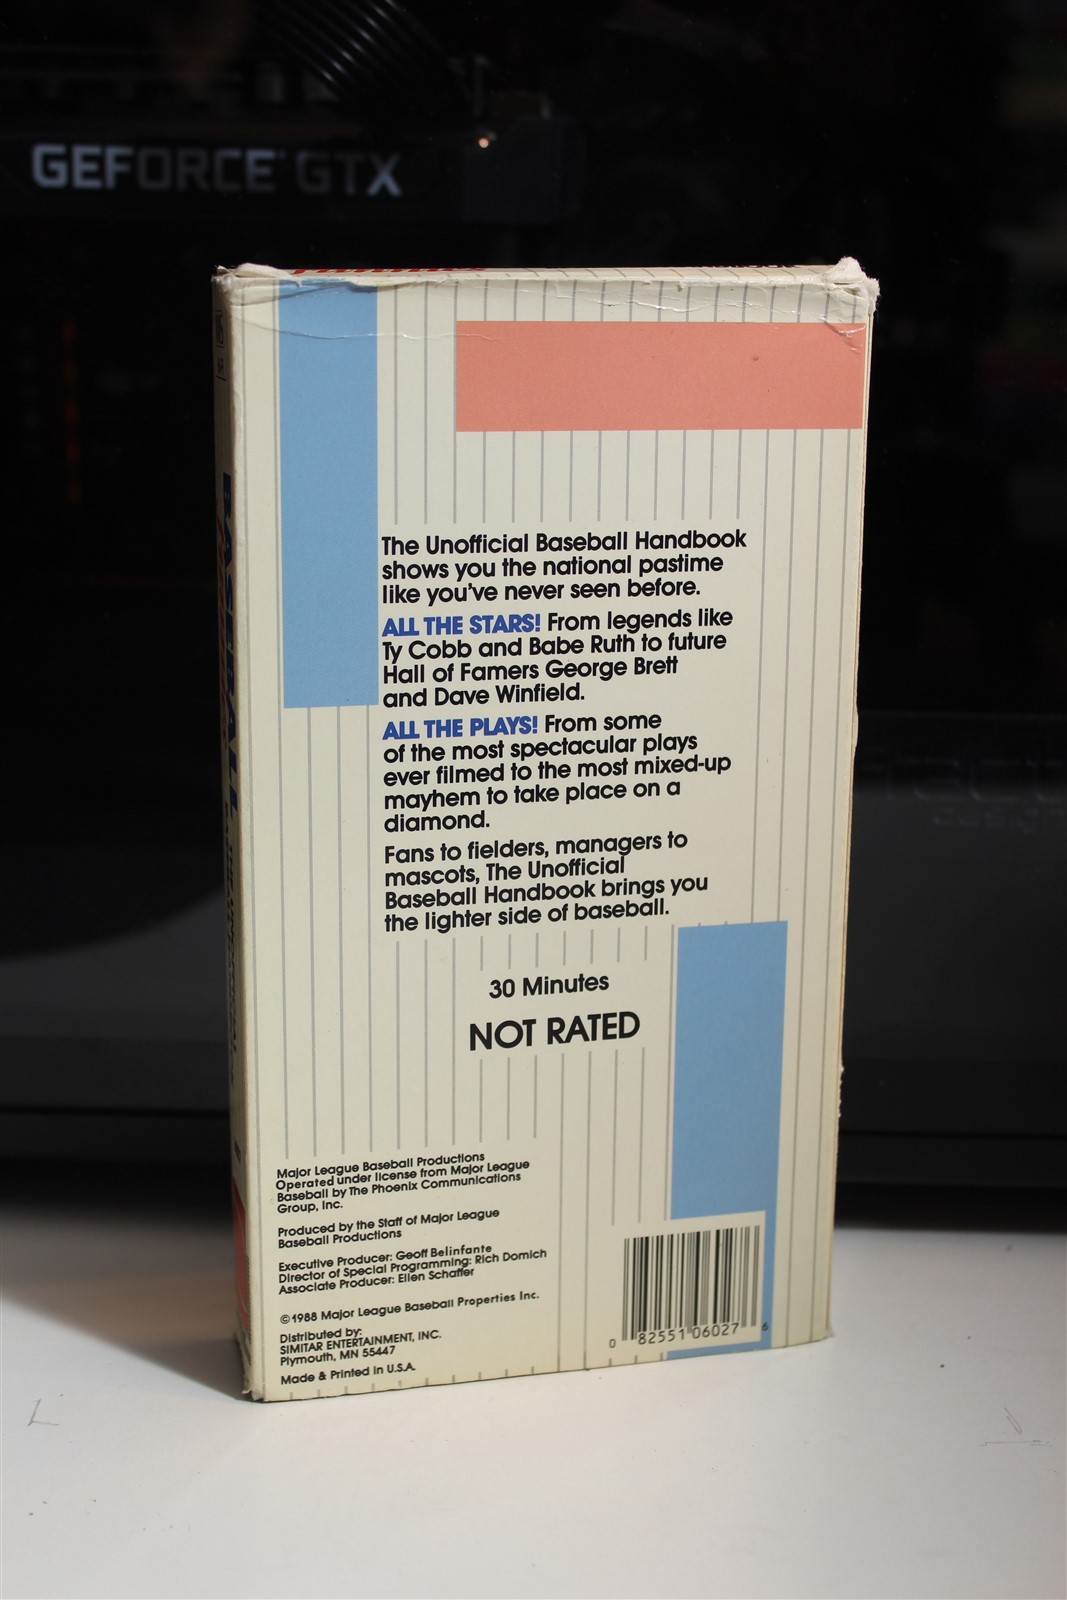 GEFORCE GTX
The Unofficial Baseball Handbook
shows you the national pastime
like you've never seen before.
ALL THE STARS! From legends like
Ty Cobb and Babe Ruth to future
Hall of Famers George Brett
and Dave Winfield.
ALL THE PLAYS! From some
of the most spectacular plays
ever filmed to the most mixed-up
mayhem to take place on a
diamond.
Fans to fielders, managers to
mascots, The Unofficial
Baseball Handbook brings you
the lighter side of baseball.
30 Minutes
NOT RATED
Major League Baseball Productions
Operated under license from Major League
Baseball by The Phoenix Communications
Group, Inc.
Produced by the Staff of Major League
Baseball Productions
Executive Producer: Geoff Belinfante
Director of Special Programming: Rich Domich
Associate Producer: Ellen Schaffer
©1988 Major League Baseball Properties Inc.
Distributed by:
SIMITAR ENTERTAINMENT, INC.
Plymouth, MN 55447
Made & Printed in U.S.A.
0 82551 06027 6
BASEBALL
design